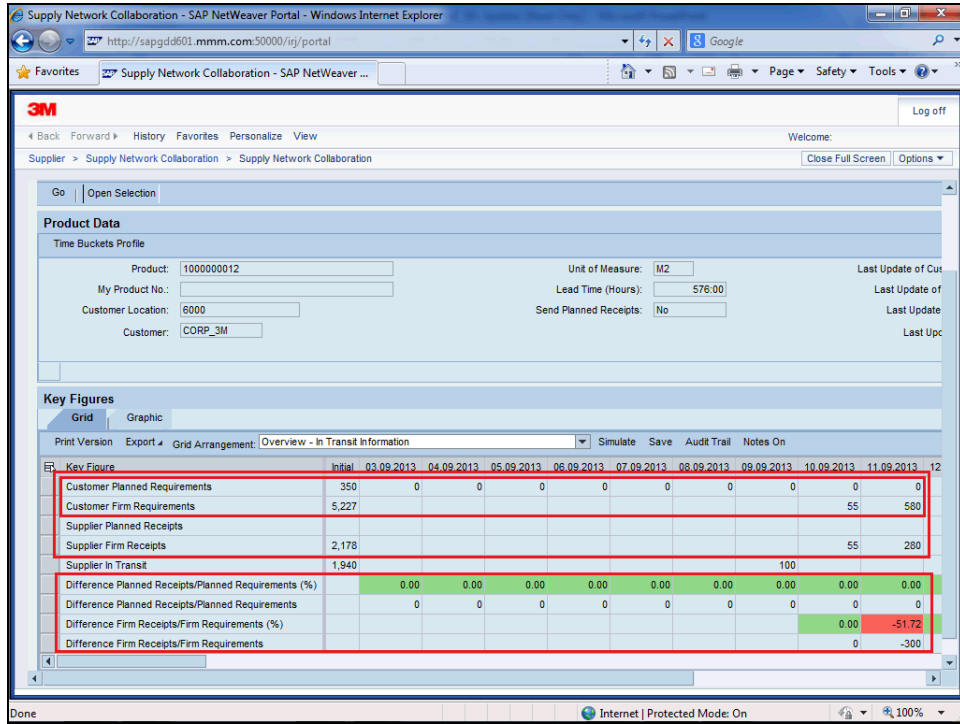 Supply Network Collaboration - SAP NetWeaver Portal - Windows Internet Explorer
http://sapgdd601.mmm.com:50000/irj/portal
Google
Favorites Supply Network Collaboration - SAP NetWeaver ... Page Safety Tools
3M Log off
Back Forward History Favorites Personalize View Welcome:
Supplier > Supply Network Collaboration > Supply Network Collaboration Close Full Screen Options
Go Open Selection
Product Data
Time Buckets Profile
Product: 1000000012 Unit of Measure: M2 Last Update of Cus
My Product No.: Lead Time (Hours): 576:00 Last Update of
Customer Location: 6000 Send Planned Receipts: No Last Update
Customer: CORP_3M Last Upd
Key Figures
Grid Graphic
Print Version Export Grid Arrangement: Overview - In Transit Information Simulate Save Audit Trail Notes On
Key Figure Initial 03.09.2013 04.09.2013 05.09.2013 06.09.2013 07.09.2013 08.09.2013 09.09.2013 10.09.2013 11.09.2013 12
Customer Planned Requirements 350 0 0 0 0 0 0 0 0 0
Customer Firm Requirements 5,227 55 580
Supplier Planned Receipts
Supplier Firm Receipts 2,178 55 280
Supplier In Transit 1,940 100
Difference Planned Receipts/Planned Requirements (%) 0.00 0.00 0.00 0.00 0.00 0.00 0.00 0.00 0.00
Difference Planned Receipts/Planned Requirements 0 0 0 0 0 0 0 0 0
Difference Firm Receipts/Firm Requirements (%) 0.00 -51.72
Difference Firm Receipts/Firm Requirements 0 -300
Done Internet | Protected Mode: On 100%